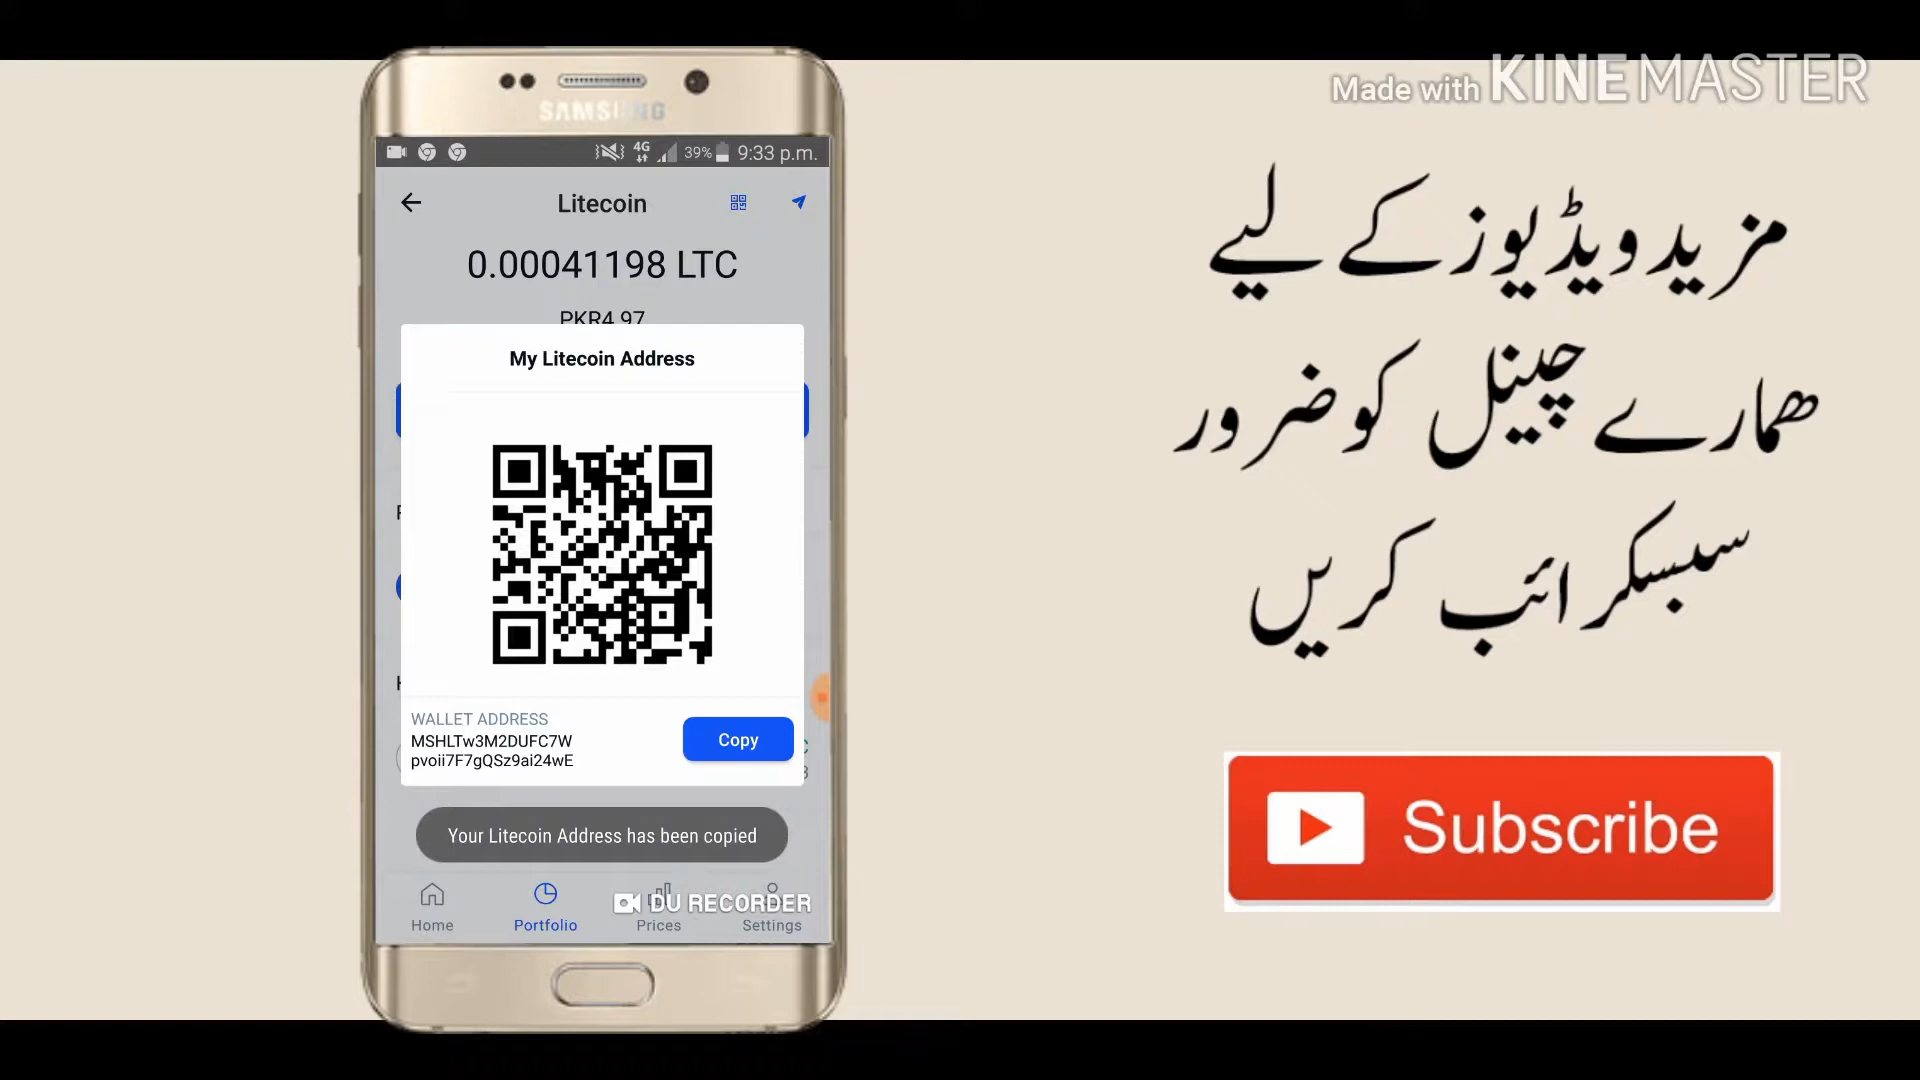 Made with KINEMASTER
SAMSUNG
4G 39% 9:33 p.m.
Litecoin
0.00041198 LTC
PKR4.97
My Litecoin Address
WALLET ADDRESS
MSHLTw3M2DUFC7W
pvoii7F7gQSz9ai24wE
Copy
Your Litecoin Address has been copied
DU RECORDER
Home
Portfolio
Prices
Settings
مزید ویڈیوز کے لیے
ھمارے چینل کو ضرور
سبسکرائب کریں
Subscribe